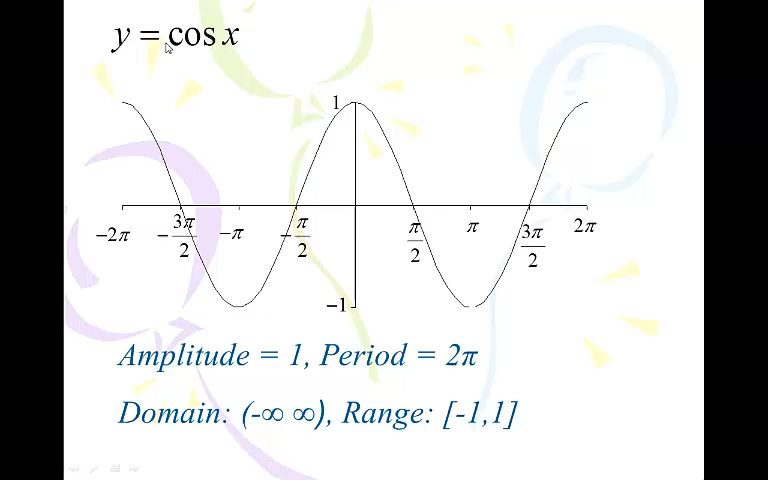 y = cos x
1
−2π −3π/2 −π −π/2 π/2 π 3π/2 2π
−1
Amplitude = 1, Period = 2π
Domain: (-∞ ∞), Range: [-1,1]